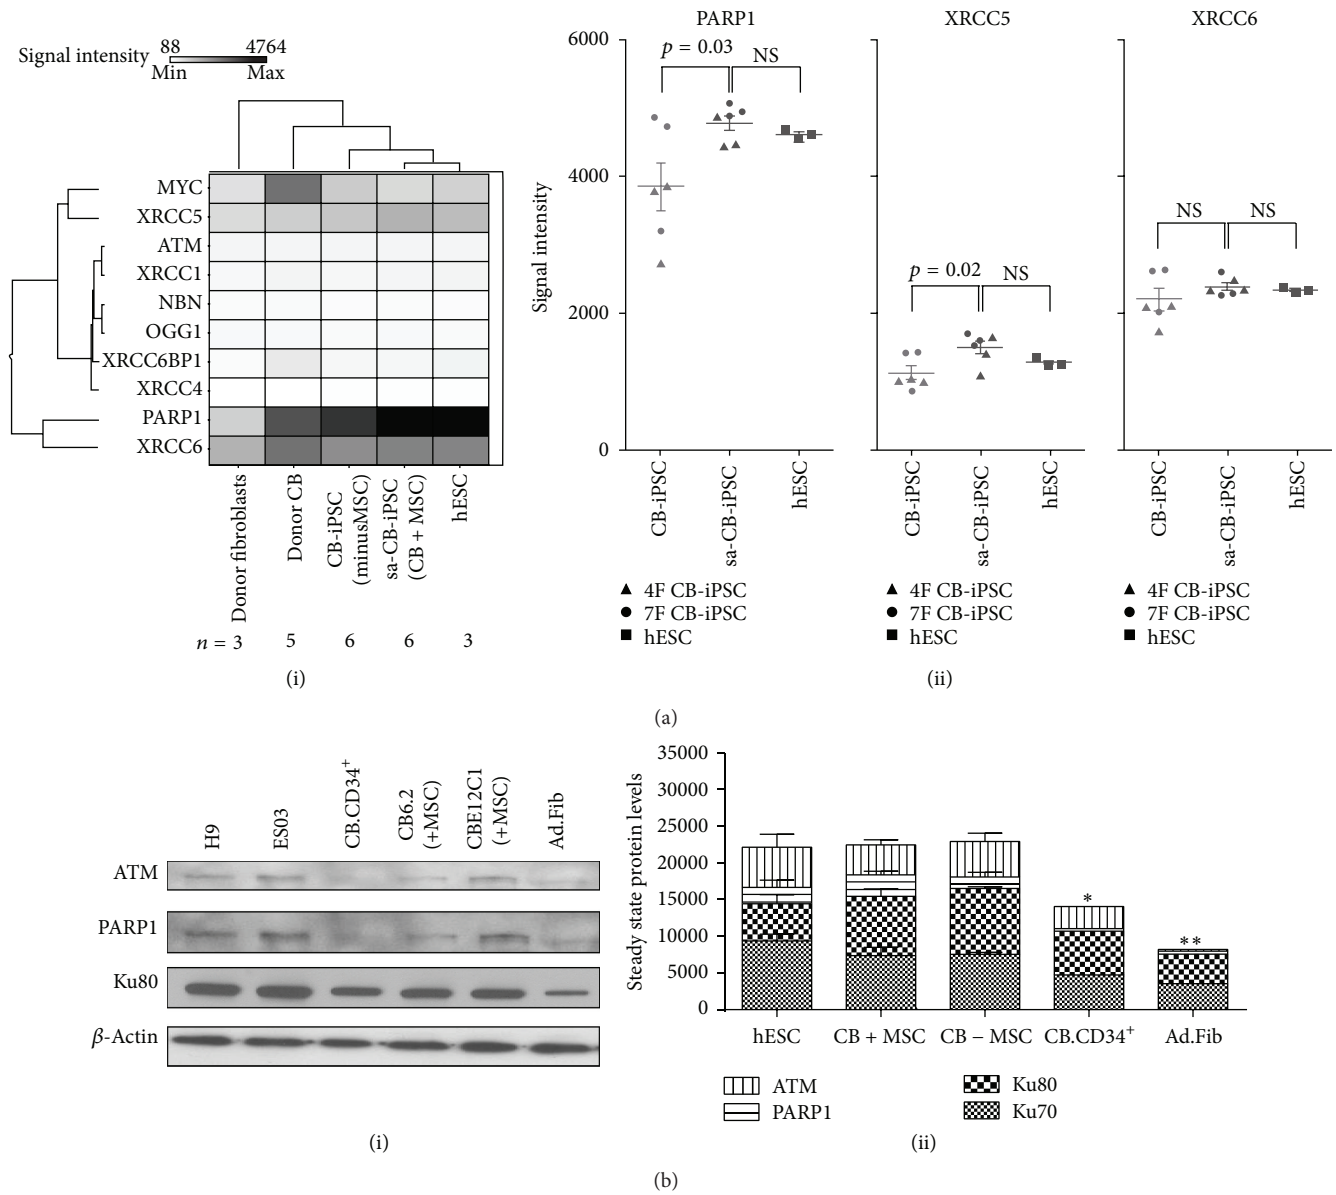 Signal intensity
88 4764
Min Max
MYC
XRCC5
ATM
XRCC1
NBN
OGG1
XRCC6BP1
XRCC4
PARP1
XRCC6
Donor fibroblasts
Donor CB
CB-iPSC
(minusMSC)
sa-CB-iPSC
(CB + MSC)
hESC
n = 3 5 6 6 3
(i)
PARP1
XRCC5
XRCC6
Signal intensity
6000
4000
2000
0
p = 0.03
NS
p = 0.02
NS
NS
NS
CB-iPSC
sa-CB-iPSC
hESC
CB-iPSC
sa-CB-iPSC
hESC
CB-iPSC
sa-CB-iPSC
hESC
▲ 4F CB-iPSC
● 7F CB-iPSC
■ hESC
▲ 4F CB-iPSC
● 7F CB-iPSC
■ hESC
▲ 4F CB-iPSC
● 7F CB-iPSC
■ hESC
(ii)
(a)
H9
ES03
CB.CD34⁺
CB6.2
(+MSC)
CBE12C1
(+MSC)
Ad.Fib
ATM
PARP1
Ku80
β-Actin
(i)
Steady state protein levels
35000
30000
25000
20000
15000
10000
5000
0
*
**
hESC
CB + MSC
CB − MSC
CB.CD34⁺
Ad.Fib
ATM
PARP1
Ku80
Ku70
(ii)
(b)